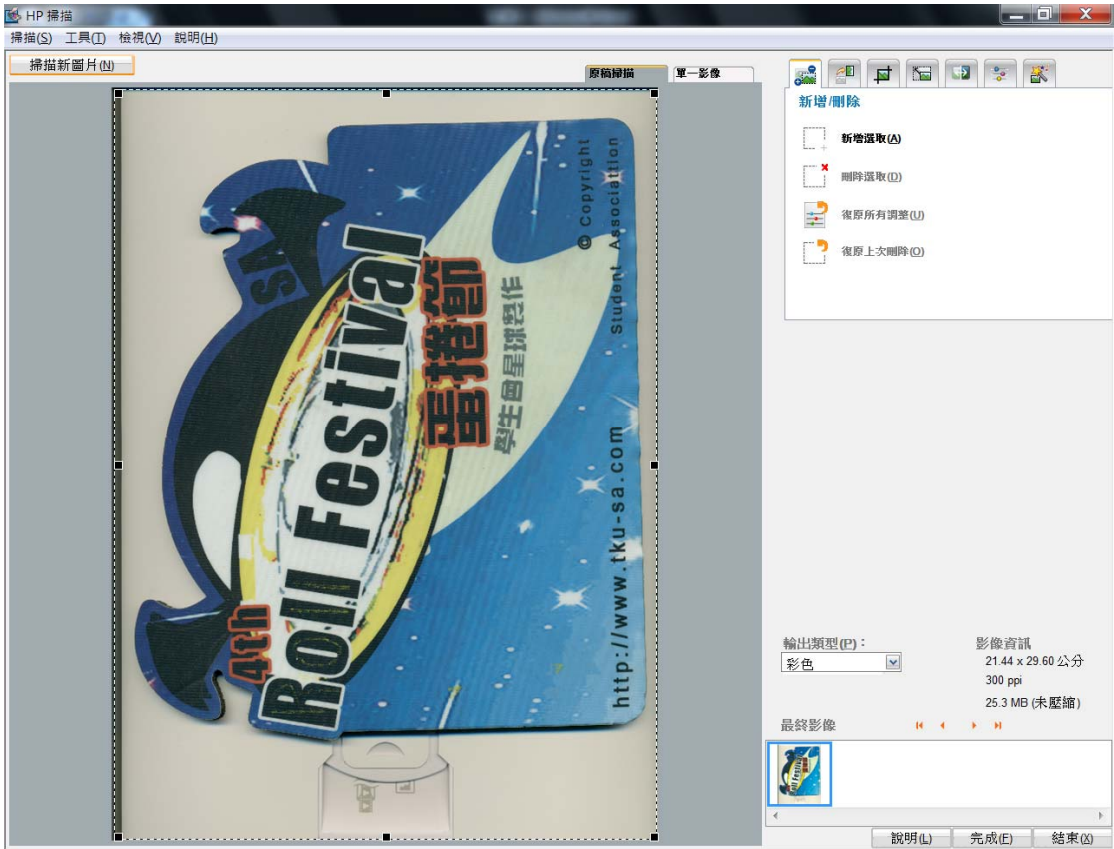 HP 掃描
掃描(S) 工具(T) 檢視(V) 說明(H)
掃描新圖片(N)
原稿掃描
單一影像
新增/刪除
新增選取(A)
刪除選取(D)
復原所有調整(U)
復原上次刪除(O)
SA
4th
Roll Festival
蛋捲節
學生會星球製作
© Copyright
Student Associattion
http://www.tku-sa.com
輸出類型(P):
彩色
影像資訊
21.44 x 29.60 公分
300 ppi
25.3 MB (未壓縮)
最終影像
Roll Festival
說明(L) 完成(F) 結束(X)